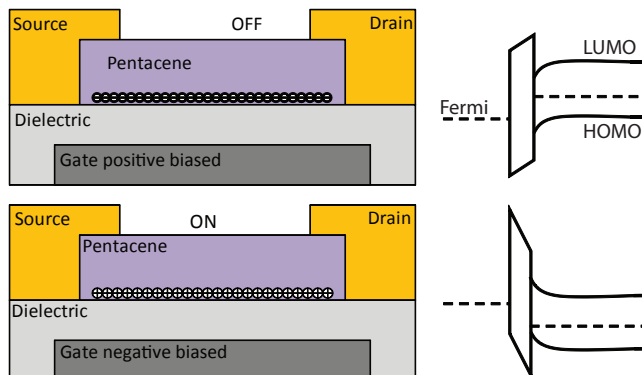 Source
OFF
Drain
Pentacene
Dielectric
Gate positive biased
LUMO
Fermi
HOMO
Source
ON
Drain
Pentacene
Dielectric
Gate negative biased